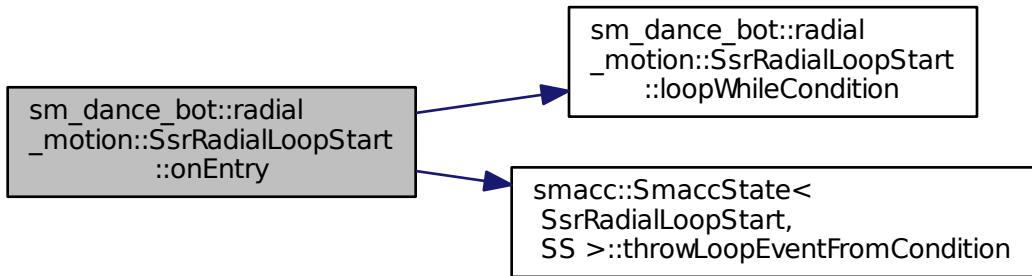 sm_dance_bot::radial
_motion::SsrRadialLoopStart
::onEntry
sm_dance_bot::radial
_motion::SsrRadialLoopStart
::loopWhileCondition
smacc::SmaccState<
SsrRadialLoopStart,
SS >::throwLoopEventFromCondition